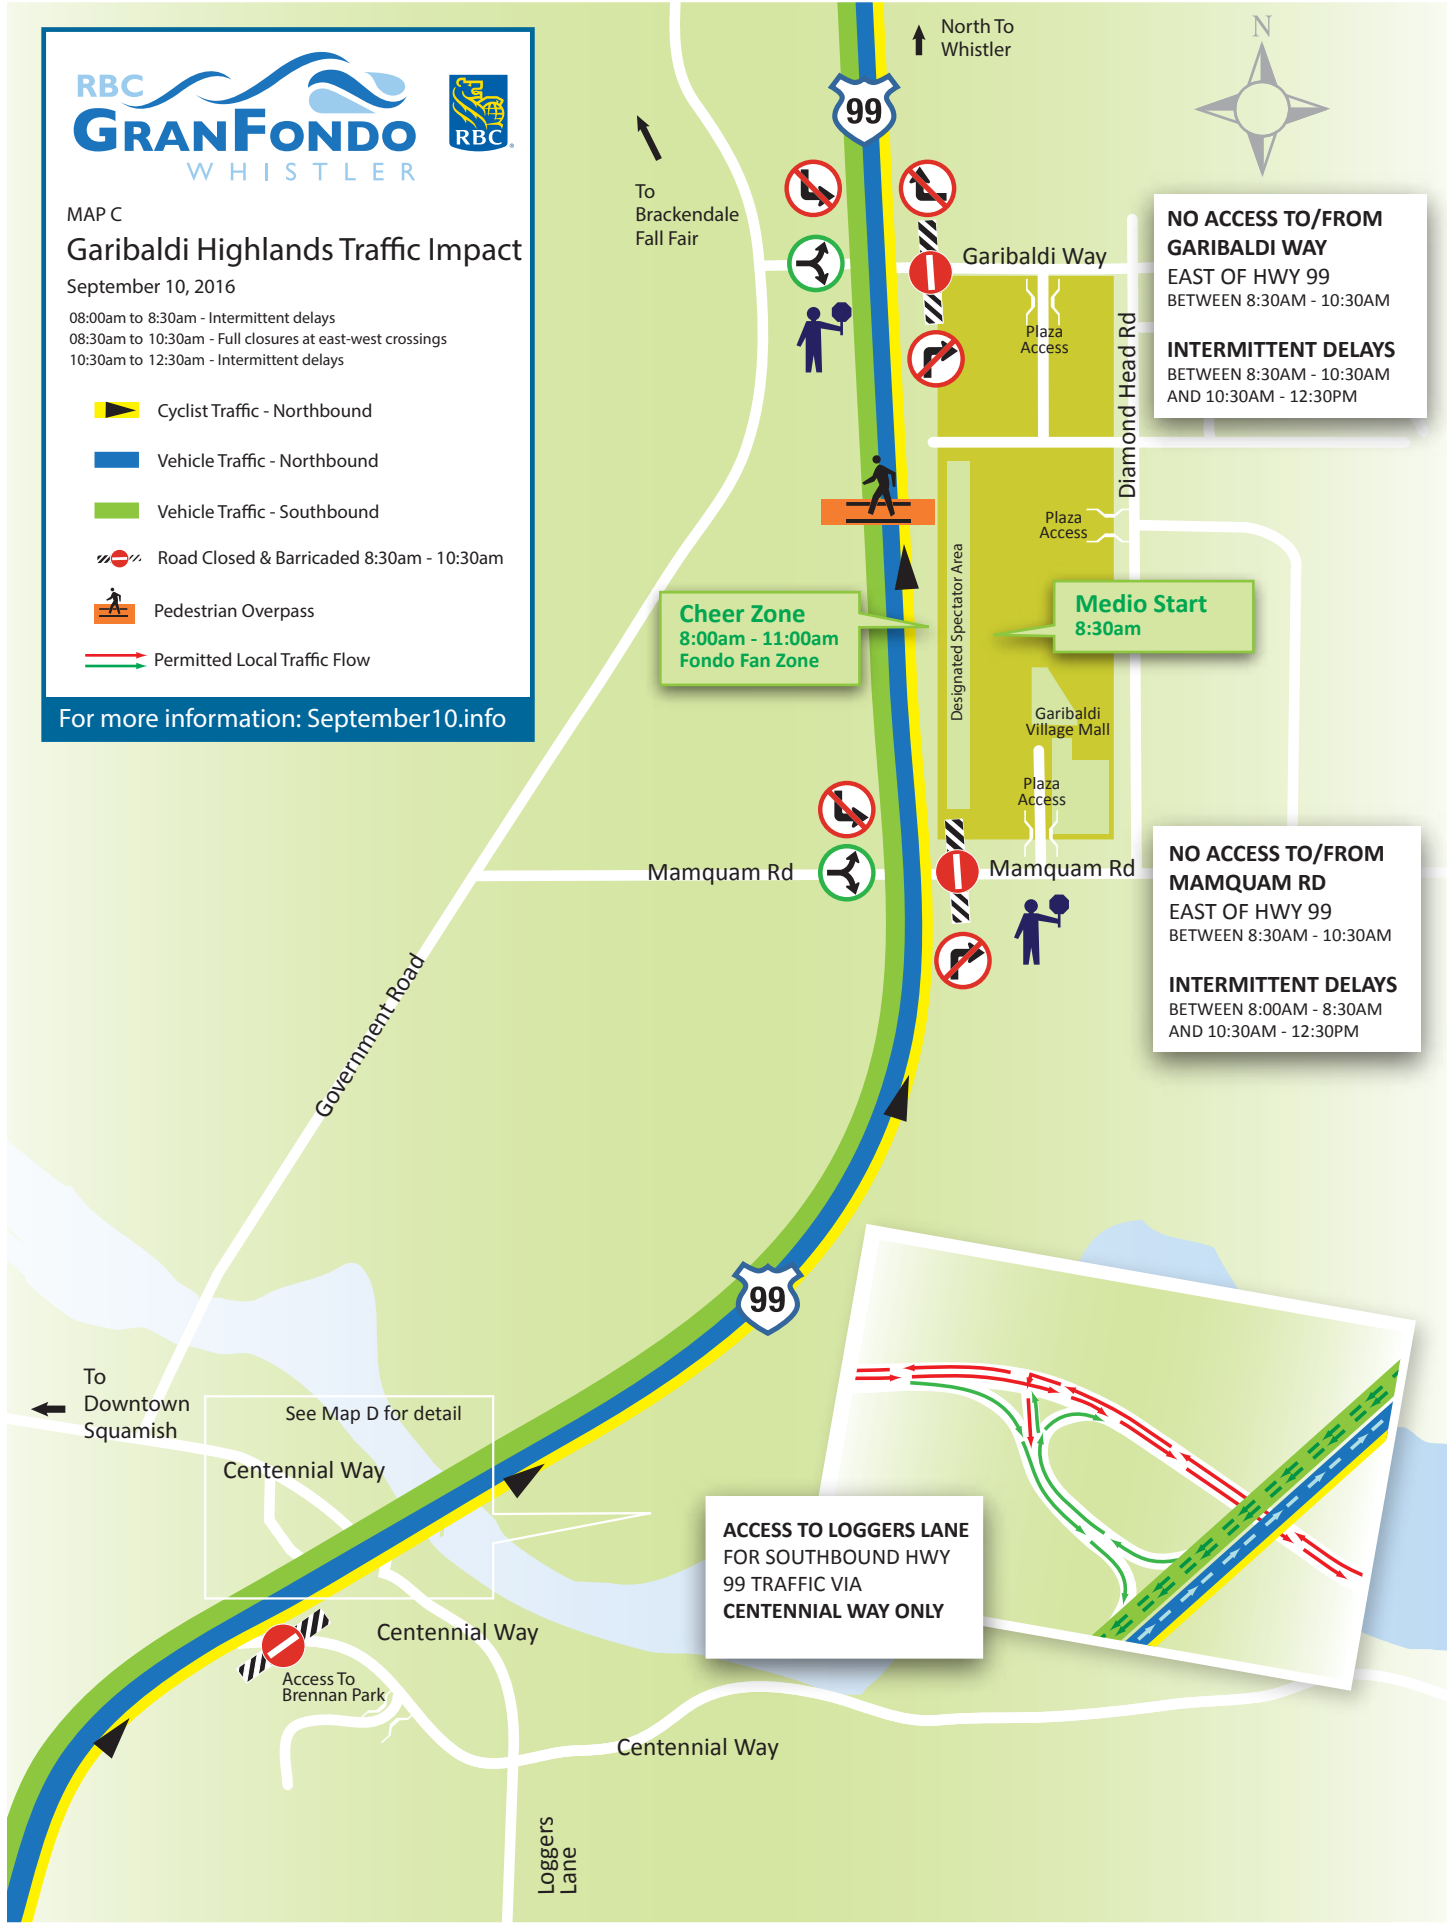 RBC
GRANFONDO
WHISTLER
RBC
MAP C
Garibaldi Highlands Traffic Impact
September 10, 2016
08:00am to 8:30am - Intermittent delays
08:30am to 10:30am - Full closures at east-west crossings
10:30am to 12:30am - Intermittent delays
Cyclist Traffic - Northbound
Vehicle Traffic - Northbound
Vehicle Traffic - Southbound
Road Closed & Barricaded 8:30am - 10:30am
Pedestrian Overpass
Permitted Local Traffic Flow
For more information: September10.info
North To
Whistler
N
99
To
Brackendale
Fall Fair
Garibaldi Way
Plaza
Access
Diamond Head Rd
NO ACCESS TO/FROM
GARIBALDI WAY
EAST OF HWY 99
BETWEEN 8:30AM - 10:30AM
INTERMITTENT DELAYS
BETWEEN 8:30AM - 10:30AM
AND 10:30AM - 12:30PM
Plaza
Access
Cheer Zone
8:00am - 11:00am
Fondo Fan Zone
Designated Spectator Area
Medio Start
8:30am
Garibaldi
Village Mall
Plaza
Access
Mamquam Rd
Mamquam Rd
NO ACCESS TO/FROM
MAMQUAM RD
EAST OF HWY 99
BETWEEN 8:30AM - 10:30AM
INTERMITTENT DELAYS
BETWEEN 8:00AM - 8:30AM
AND 10:30AM - 12:30PM
Government Road
99
To
Downtown
Squamish
See Map D for detail
Centennial Way
ACCESS TO LOGGERS LANE
FOR SOUTHBOUND HWY
99 TRAFFIC VIA
CENTENNIAL WAY ONLY
Centennial Way
Access To
Brennan Park
Centennial Way
Loggers
Lane